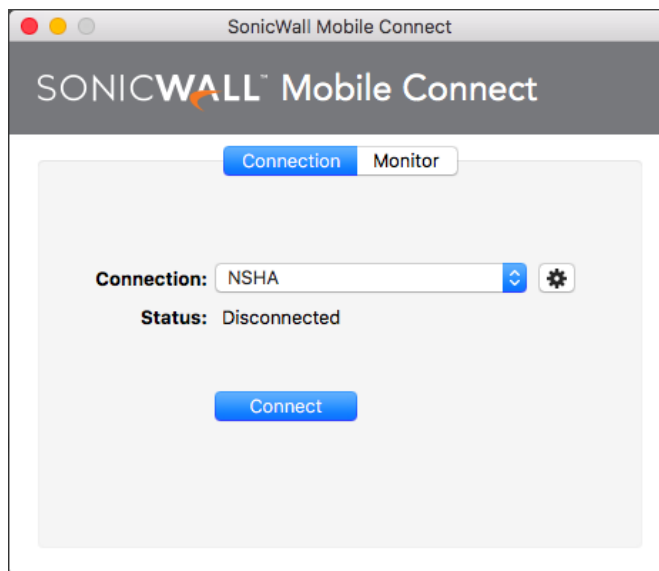 SonicWall Mobile Connect
SONICWALL™ Mobile Connect
Connection Monitor
Connection: NSHA
Status: Disconnected
Connect